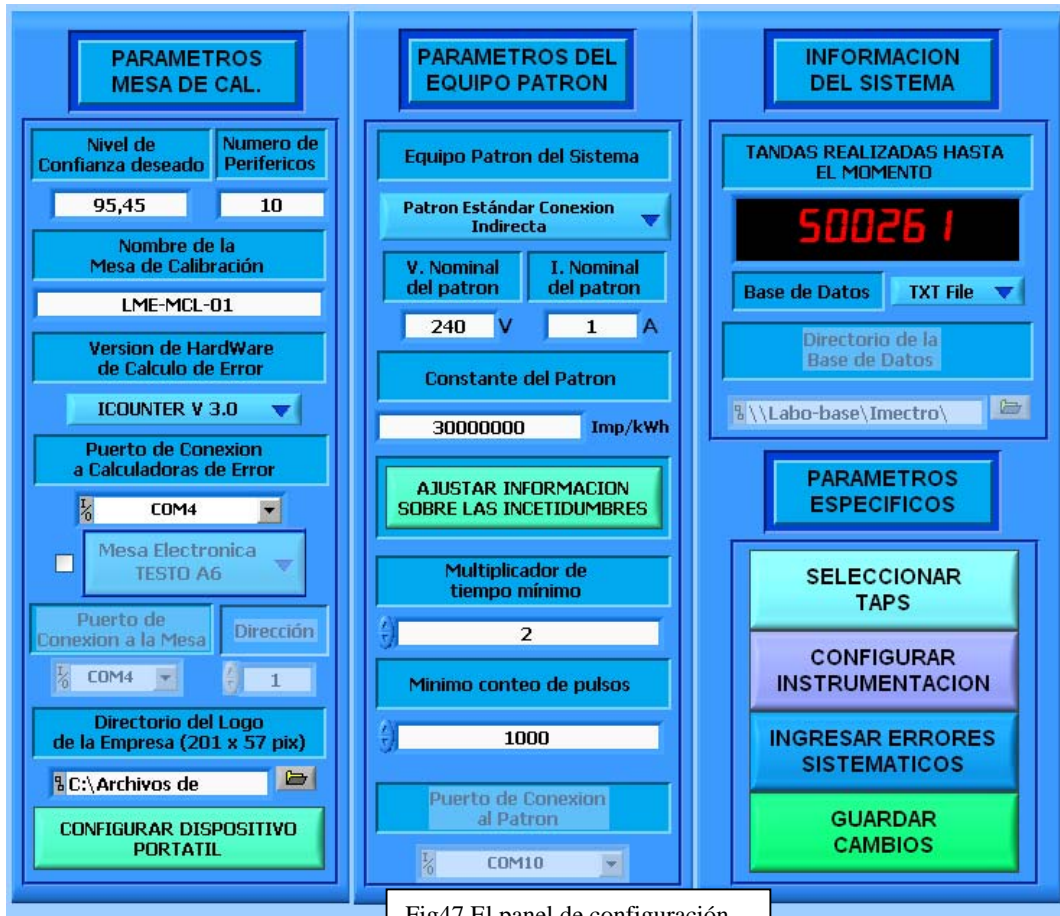 PARAMETROS
MESA DE CAL.
Nivel de
Confianza deseado
Numero de
Perifericos
95,45
10
Nombre de la
Mesa de Calibración
LME-MCL-01
Version de HardWare
de Calculo de Error
ICOUNTER V 3.0
Puerto de Conexion
a Calculadoras de Error
I/O COM4
Mesa Electronica
TESTO A6
Puerto de
Conexion a la Mesa
Dirección
I/O COM4
1
Directorio del Logo
de la Empresa (201 x 57 pix)
C:\Archivos de
CONFIGURAR DISPOSITIVO
PORTATIL
PARAMETROS DEL
EQUIPO PATRON
Equipo Patron del Sistema
Patron Estándar Conexion
Indirecta
V. Nominal
del patron
I. Nominal
del patron
240 V
1 A
Constante del Patron
30000000 Imp/kWh
AJUSTAR INFORMACION
SOBRE LAS INCETIDUMBRES
Multiplicador de
tiempo mínimo
2
Minimo conteo de pulsos
1000
Puerto de Conexion
al Patron
I/O COM10
INFORMACION
DEL SISTEMA
TANDAS REALIZADAS HASTA
EL MOMENTO
S00261
Base de Datos
TXT File
Directorio de la
Base de Datos
\\Labo-base\Imectro\
PARAMETROS
ESPECIFICOS
SELECCIONAR
TAPS
CONFIGURAR
INSTRUMENTACION
INGRESAR ERRORES
SISTEMATICOS
GUARDAR
CAMBIOS
Fig47 El panel de configuración